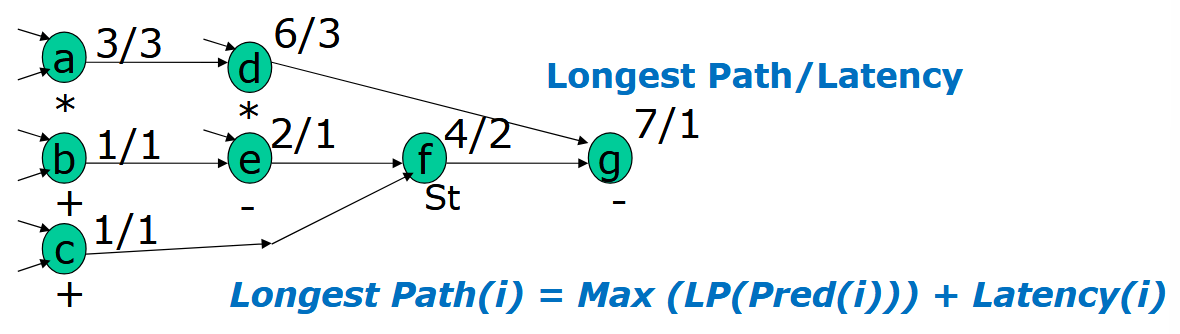 a 3/3 d 6/3
Longest Path/Latency
* *
b 1/1 e 2/1 f 4/2 g 7/1
+ - St -
c 1/1
+
Longest Path(i) = Max (LP(Pred(i))) + Latency(i)